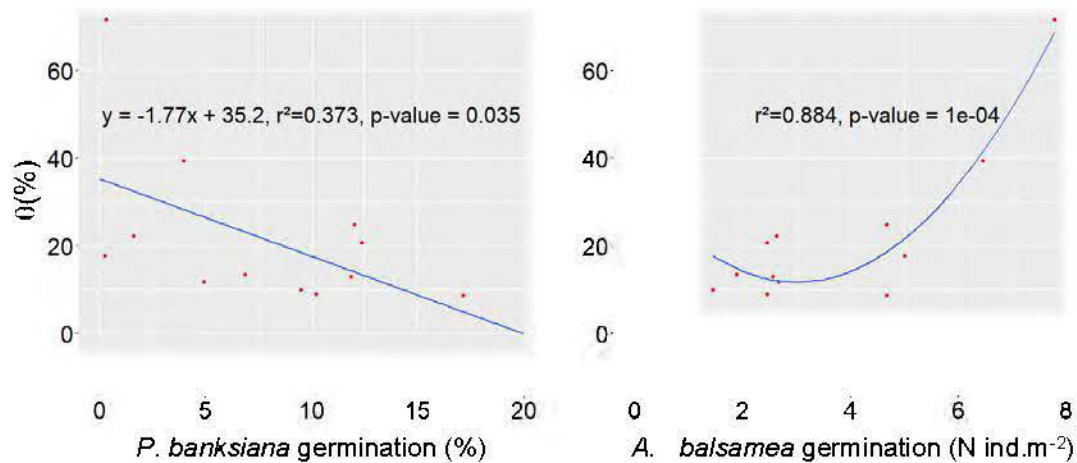 60
40
20
0
θ(%)
y = -1.77x + 35.2, r²=0.373, p-value = 0.035
0 5 10 15 20
P. banksiana germination (%)
60
40
20
0
r²=0.884, p-value = 1e-04
0 2 4 6 8
A. balsamea germination (N ind.m⁻²)